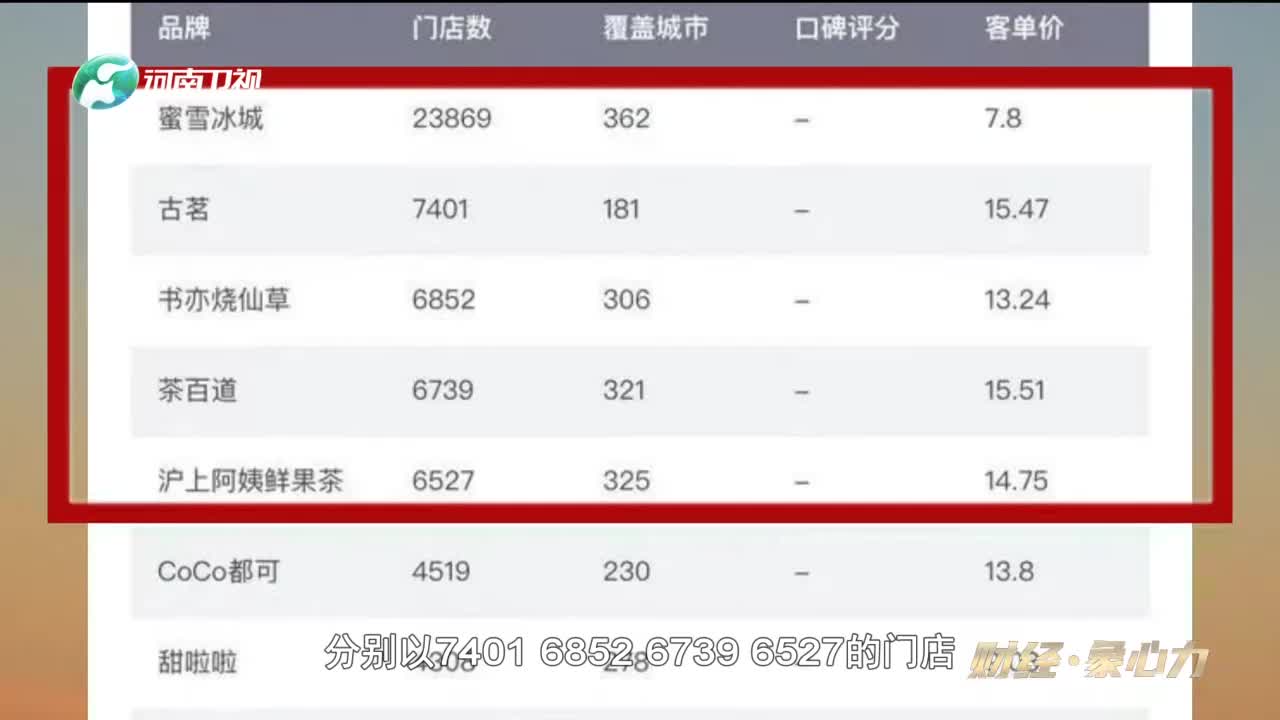 品牌 门店数 覆盖城市 口碑评分 客单价
河南卫视
蜜雪冰城 23869 362 – 7.8
古茗 7401 181 – 15.47
书亦烧仙草 6852 306 – 13.24
茶百道 6739 321 – 15.51
沪上阿姨鲜果茶 6527 325 – 14.75
CoCo都可 4519 230 – 13.8
甜啦啦
分别以7401 6852 6739 6527的门店
财经·象心力